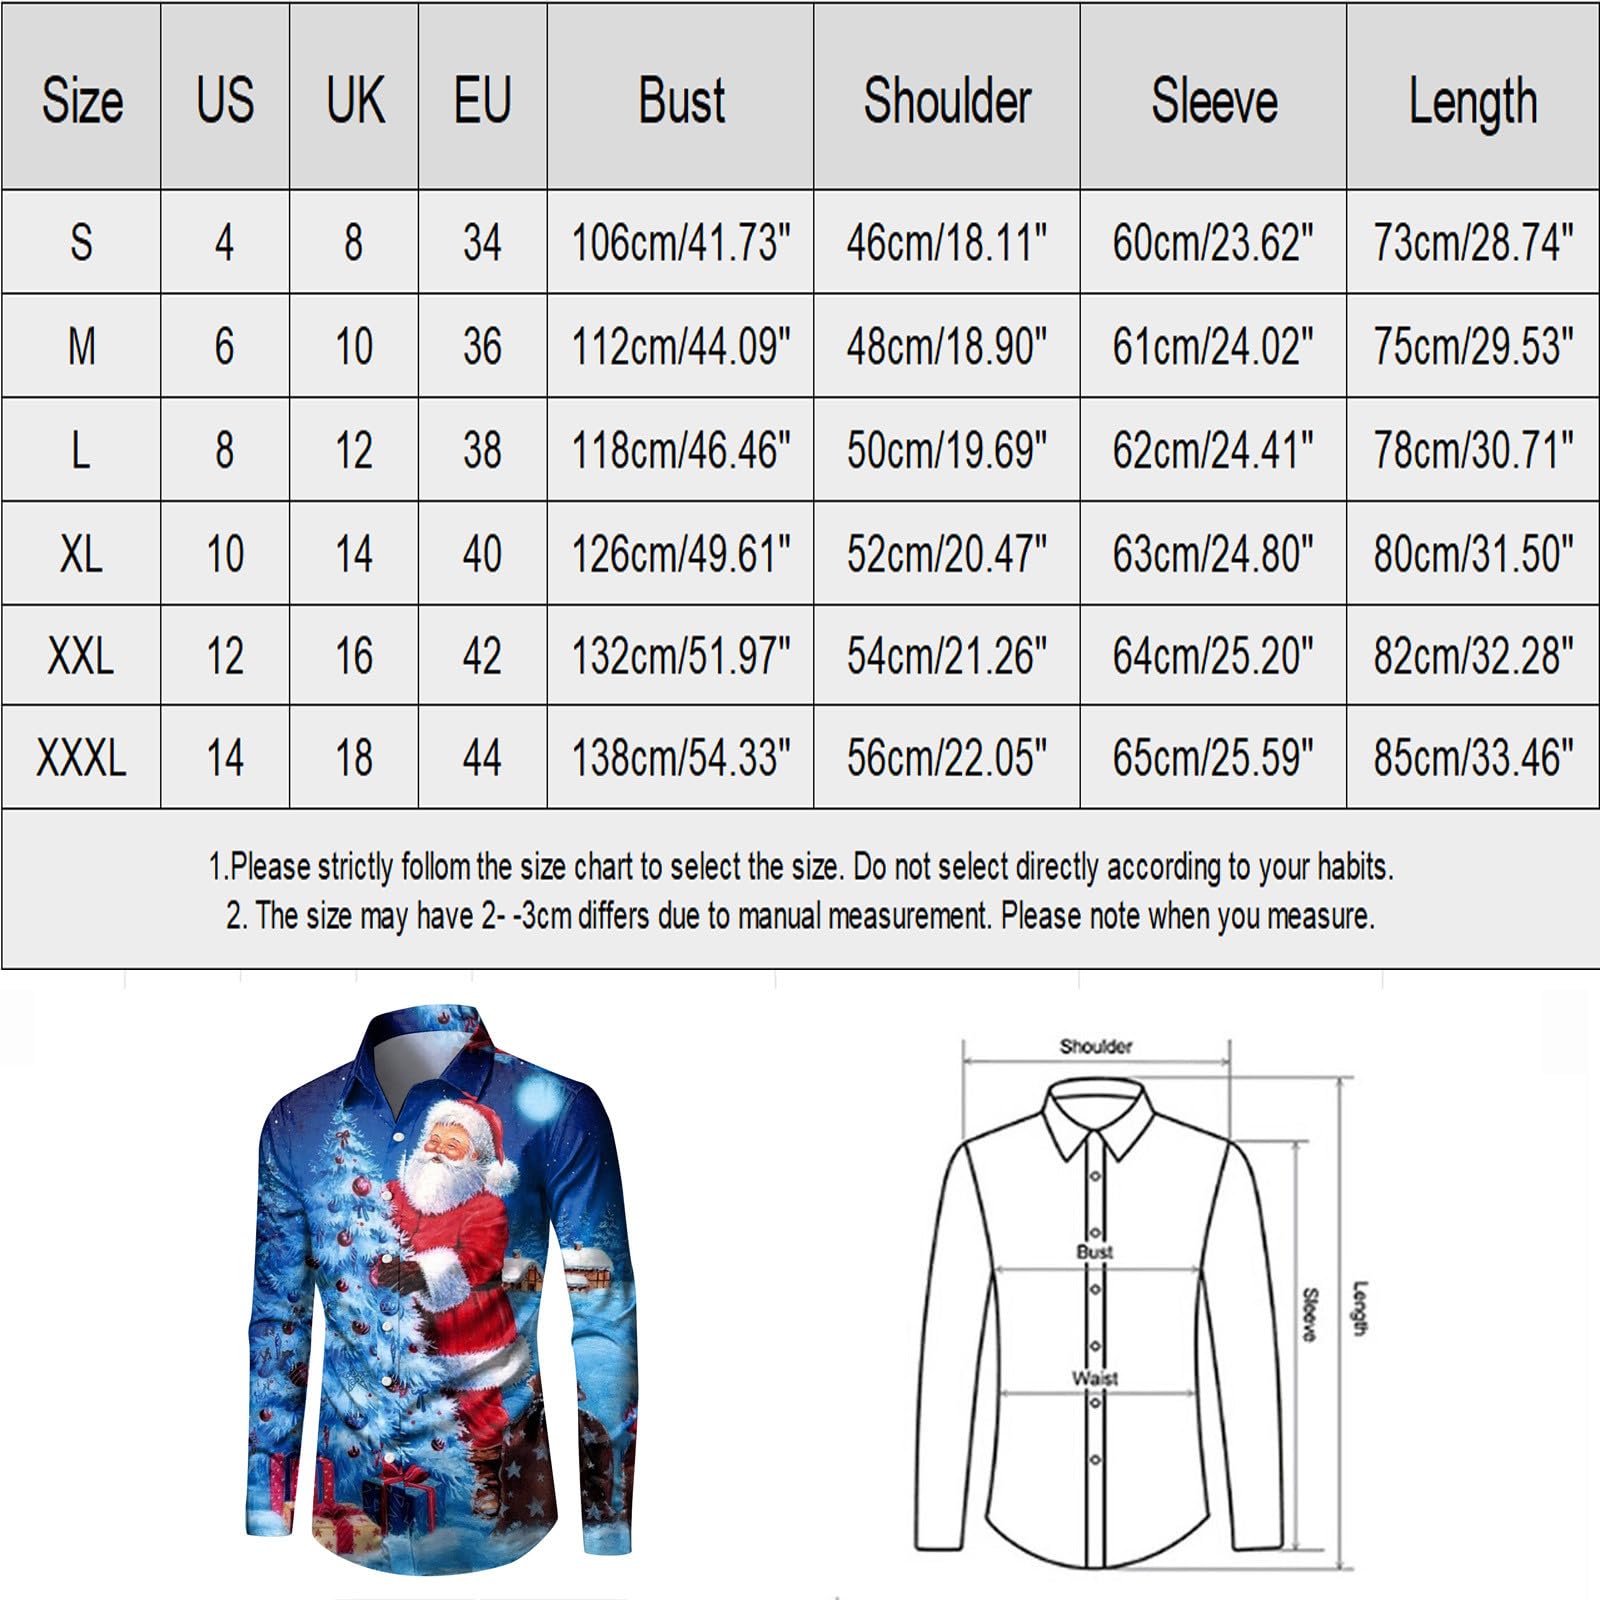 Size US UK EU Bust Shoulder Sleeve Length
S 4 8 34 106cm/41.73" 46cm/18.11" 60cm/23.62" 73cm/28.74"
M 6 10 36 112cm/44.09" 48cm/18.90" 61cm/24.02" 75cm/29.53"
L 8 12 38 118cm/46.46" 50cm/19.69" 62cm/24.41" 78cm/30.71"
XL 10 14 40 126cm/49.61" 52cm/20.47" 63cm/24.80" 80cm/31.50"
XXL 12 16 42 132cm/51.97" 54cm/21.26" 64cm/25.20" 82cm/32.28"
XXXL 14 18 44 138cm/54.33" 56cm/22.05" 65cm/25.59" 85cm/33.46"
1.Please strictly follom the size chart to select the size. Do not select directly according to your habits.
2. The size may have 2- -3cm differs due to manual measurement. Please note when you measure.
Shoulder
Bust
Waist
Sleeve
Length